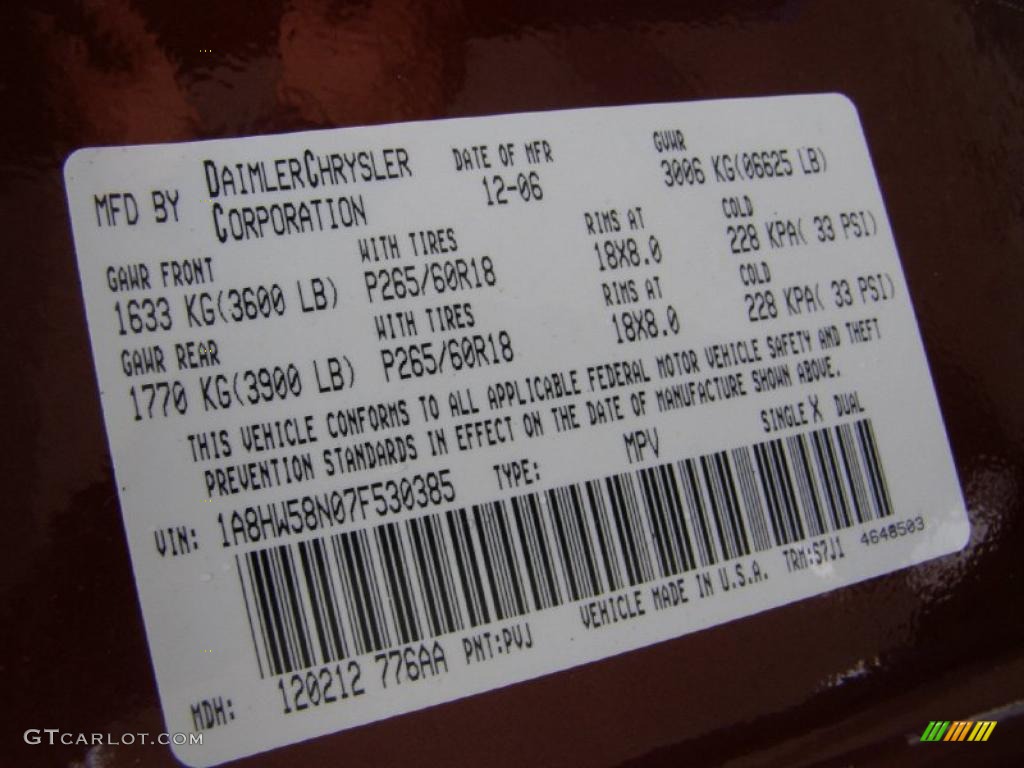 MFD BY DAIMLERCHRYSLER CORPORATION
DATE OF MFR 12-06
GVWR 3006 KG(06625 LB)
GAWR FRONT WITH TIRES RIMS AT COLD
1633 KG(3600 LB) P265/60R18 18X8.0 228 KPA( 33 PSI)
GAWR REAR WITH TIRES RIMS AT COLD
1770 KG(3900 LB) P265/60R18 18X8.0 228 KPA( 33 PSI)
THIS VEHICLE CONFORMS TO ALL APPLICABLE FEDERAL MOTOR VEHICLE SAFETY AND THEFT
PREVENTION STANDARDS IN EFFECT ON THE DATE OF MANUFACTURE SHOWN ABOVE.
VIN: 1A8HW58N07F530385 TYPE: MPV SINGLE X DUAL
MDH: 120212 776AA PNT:PVJ VEHICLE MADE IN U.S.A. TRM:S7J1 4648503
GTCARLOT.COM